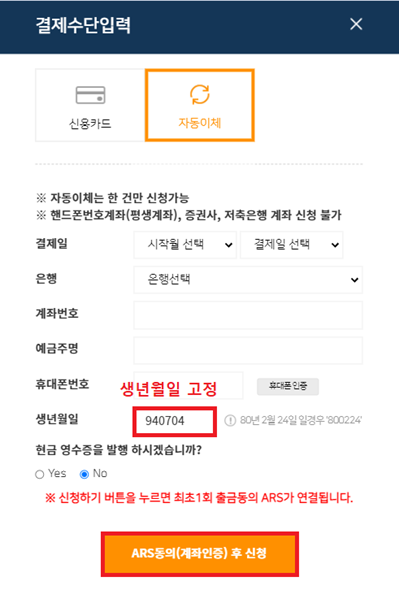 결제수단입력
신용카드
자동이체
※ 자동이체는 한 건만 신청가능
※ 핸드폰번호계좌(평생계좌), 증권사, 저축은행 계좌 신청 불가
결제일 시작월 선택 결제일 선택
은행 은행선택
계좌번호
예금주명
생년월일 고정
휴대폰번호 휴대폰 인증
생년월일 940704 80년 2월 24일 일경우 '800224'
현금 영수증을 발행 하시겠습니까?
Yes No
※ 신청하기 버튼을 누르면 최초1회 출금동의 ARS가 연결됩니다.
ARS동의(계좌인증) 후 신청